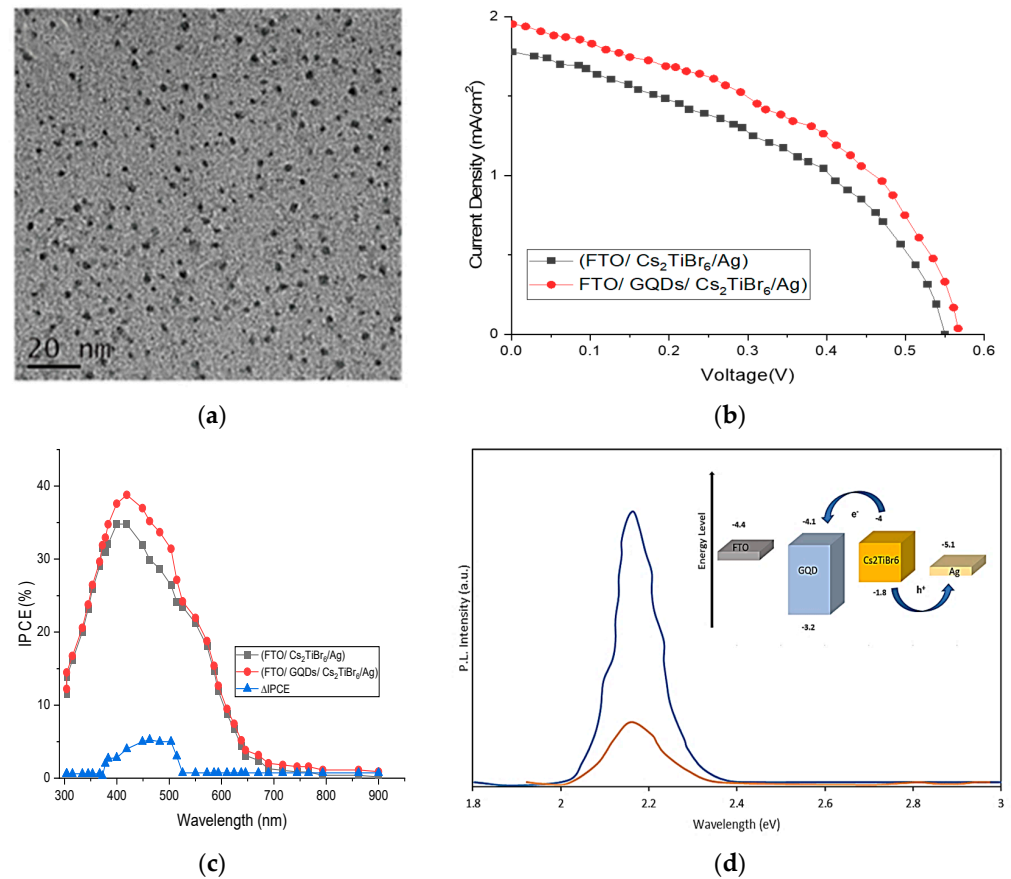 20 nm
(a)
Current Density (mA/cm²)
2
1
0
(FTO/ Cs₂TiBr₆/Ag)
FTO/ GQDs/ Cs₂TiBr₆/Ag)
0.0 0.1 0.2 0.3 0.4 0.5 0.6
Voltage(V)
(b)
IPCE (%)
40
30
20
10
0
(FTO/ Cs₂TiBr₆/Ag)
(FTO/ GQDs/ Cs₂TiBr₆/Ag)
ΔIPCE
300 400 500 600 700 800 900
Wavelength (nm)
(c)
P.L. Intensity (a.u.)
Energy Level
-4.4
FTO
-4.1
GQD
-3.2
e⁻
-4
Cs2TiBr6
-1.8
h⁺
-5.1
Ag
1.8 2 2.2 2.4 2.6 2.8 3
Wavelength (eV)
(d)